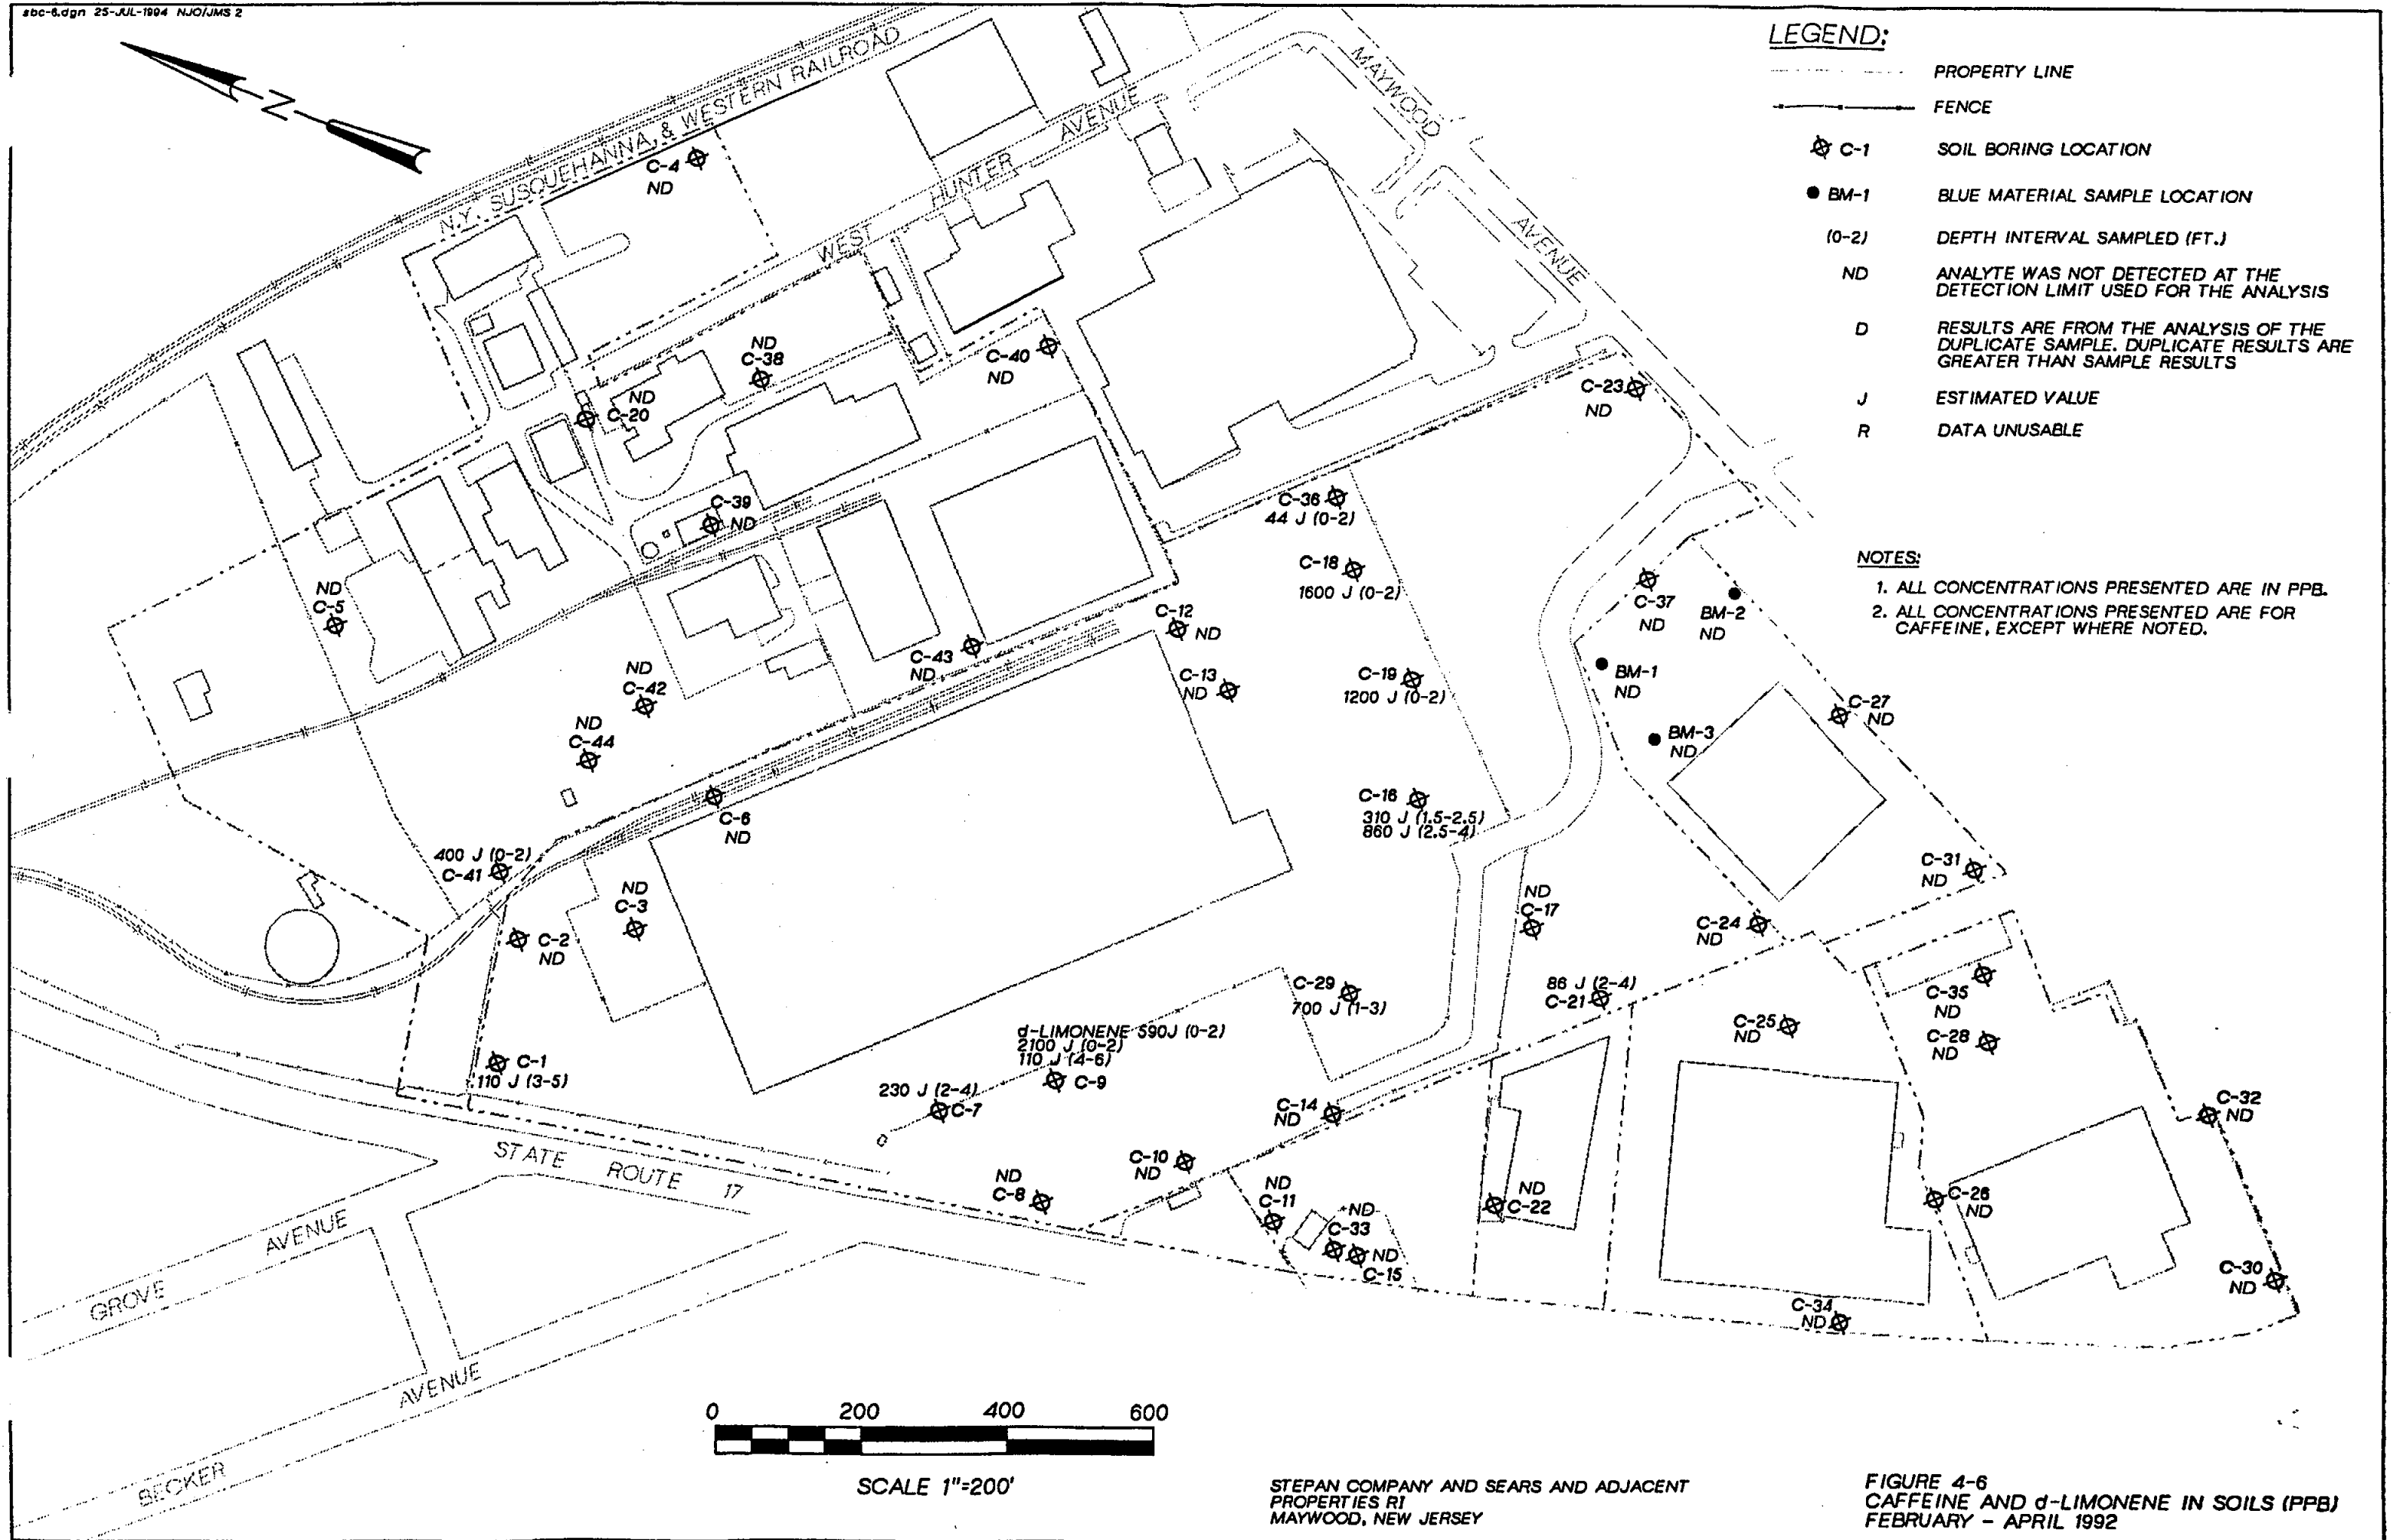 sbc-6.dgn 25-JUL-1994 NJO/JMS 2
N
N.Y. SUSQUEHANNA & WESTERN RAILROAD
WEST HUNTER AVENUE
MAYWOOD AVENUE
LEGEND:
PROPERTY LINE
FENCE
C-1 SOIL BORING LOCATION
BM-1 BLUE MATERIAL SAMPLE LOCATION
(0-2) DEPTH INTERVAL SAMPLED (FT.)
ND ANALYTE WAS NOT DETECTED AT THE
DETECTION LIMIT USED FOR THE ANALYSIS
D RESULTS ARE FROM THE ANALYSIS OF THE
DUPLICATE SAMPLE. DUPLICATE RESULTS ARE
GREATER THAN SAMPLE RESULTS
J ESTIMATED VALUE
R DATA UNUSABLE
NOTES:
1. ALL CONCENTRATIONS PRESENTED ARE IN PPB.
2. ALL CONCENTRATIONS PRESENTED ARE FOR
CAFFEINE, EXCEPT WHERE NOTED.
C-4
ND
ND
C-38
C-40
ND
C-23
ND
ND
C-20
C-39
ND
C-36
44 J (0-2)
C-18
1600 J (0-2)
ND
C-5
C-37
ND
BM-2
ND
C-12
ND
C-43
ND
C-13
ND
C-19
1200 J (0-2)
BM-1
ND
ND
C-42
ND
C-44
BM-3
ND
C-27
ND
C-6
ND
C-16
310 J (1.5-2.5)
860 J (2.5-4)
400 J (0-2)
C-41
ND
C-3
C-31
ND
ND
C-17
C-24
ND
C-2
ND
C-29
700 J (1-3)
86 J (2-4)
C-21
C-35
ND
C-25
ND
C-28
ND
d-LIMONENE 590J (0-2)
2100 J (0-2)
110 J (4-6)
C-9
C-1
110 J (3-5)
230 J (2-4)
C-7
C-14
ND
C-32
ND
C-10
ND
ND
C-8
ND
C-11
ND
C-33
ND
C-15
ND
C-22
C-26
ND
C-30
ND
C-34
ND
STATE ROUTE 17
GROVE AVENUE
BECKER AVENUE
0 200 400 600
SCALE 1"=200'
STEPAN COMPANY AND SEARS AND ADJACENT
PROPERTIES RI
MAYWOOD, NEW JERSEY
FIGURE 4-6
CAFFEINE AND d-LIMONENE IN SOILS (PPB)
FEBRUARY - APRIL 1992